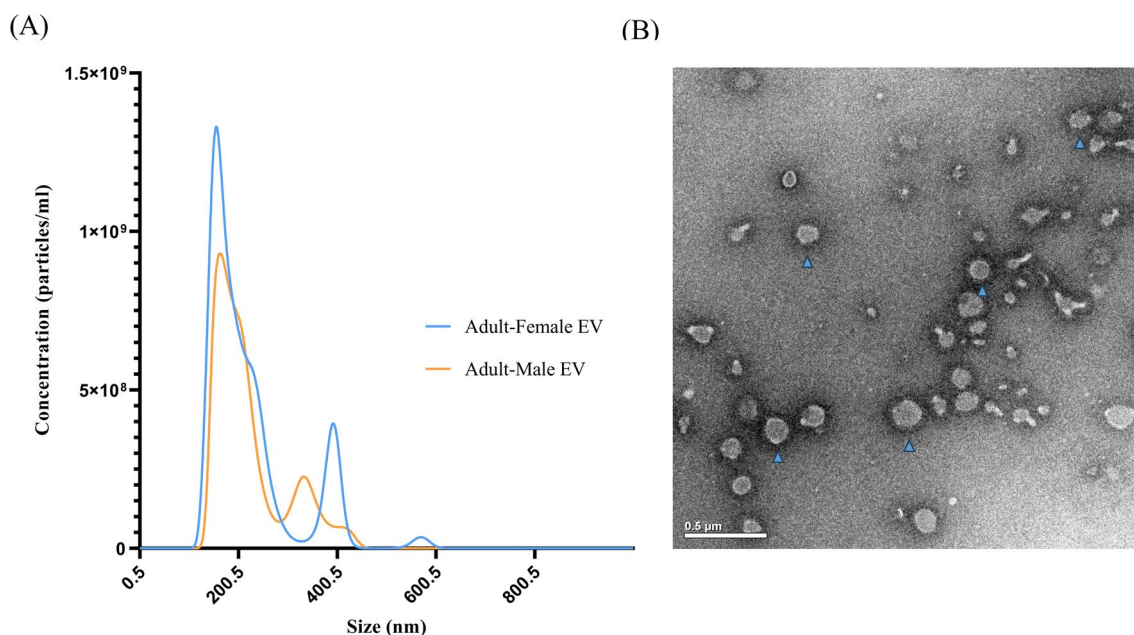 (A)
(B)
1.5×10⁹
1×10⁹
5×10⁸
0
Concentration (particles/ml)
Adult-Female EV
Adult-Male EV
0.5
200.5
400.5
600.5
800.5
Size (nm)
0.5 µm